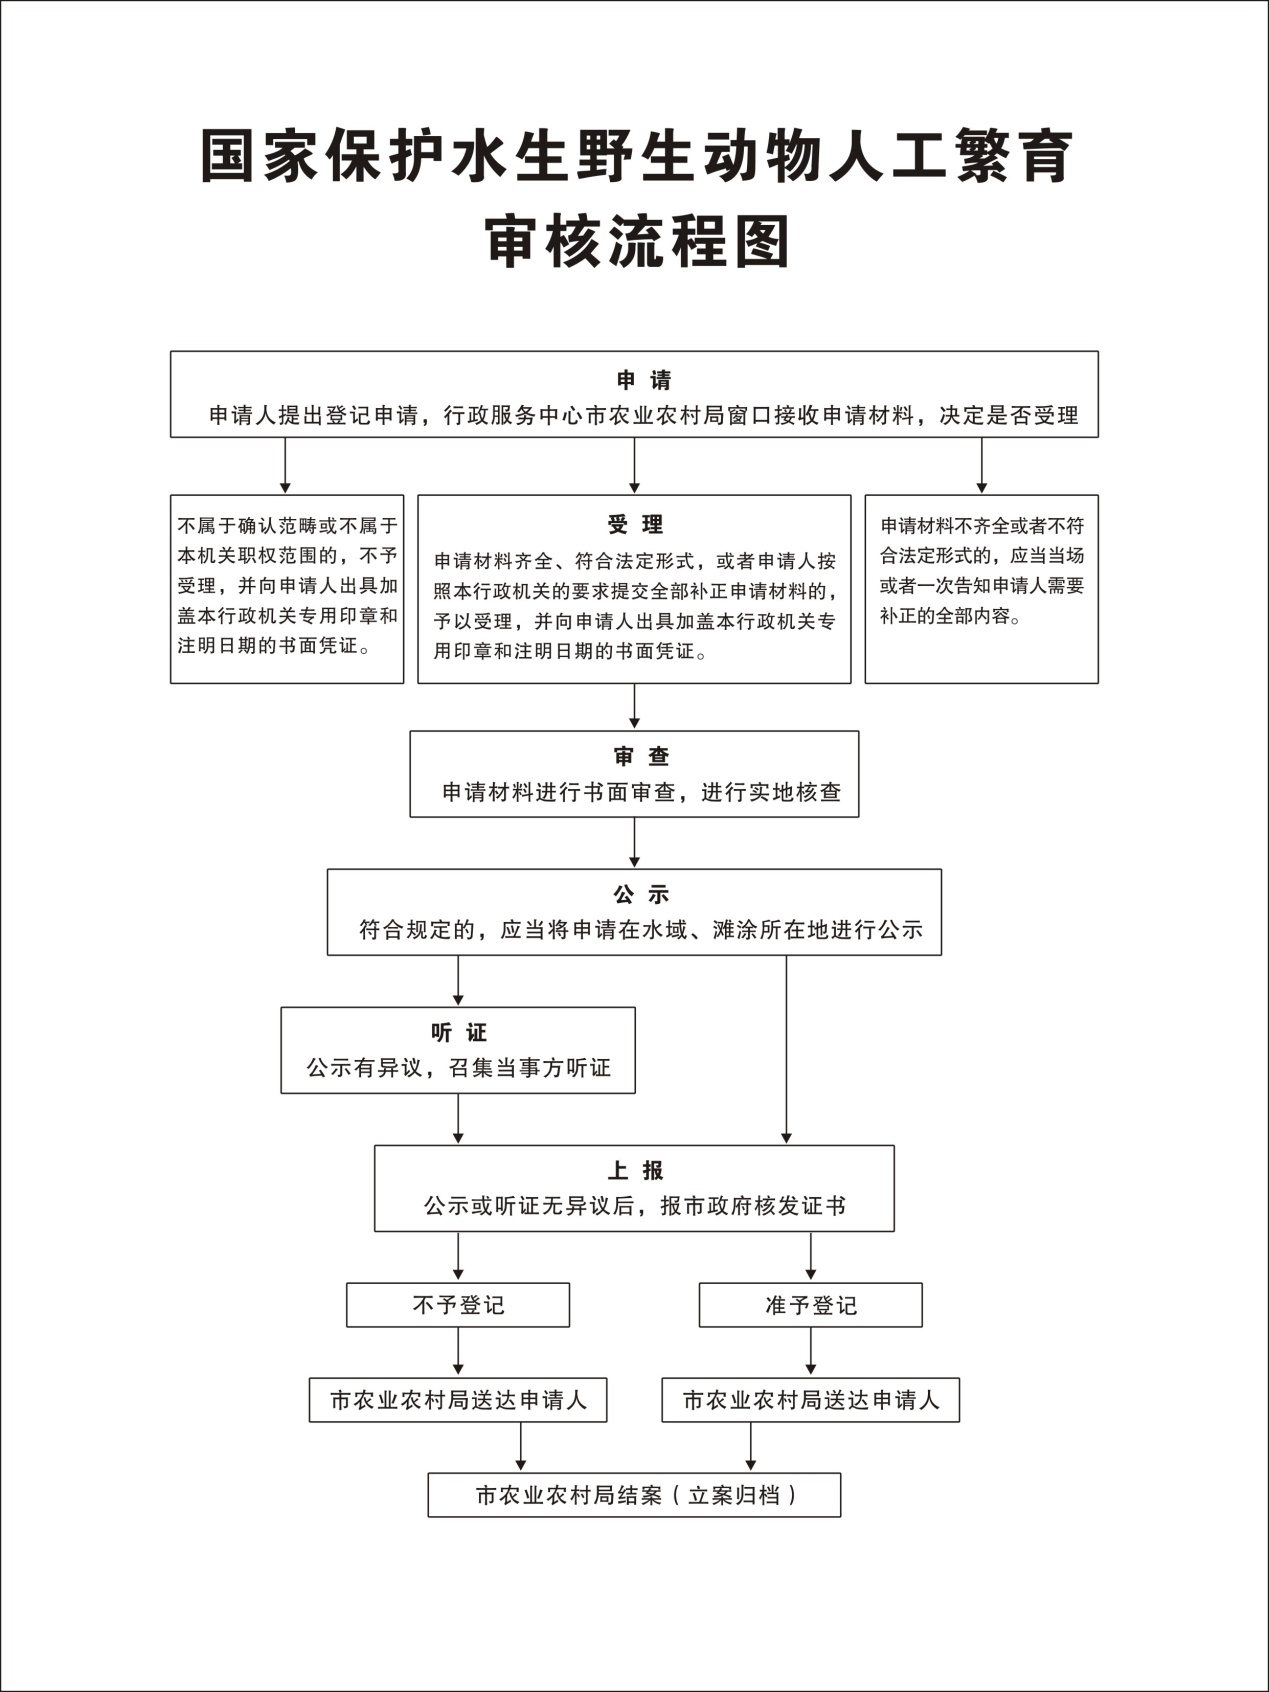 国家保护水生野生动物人工繁育
审核流程图
申 请
申请人提出登记申请，行政服务中心市农业农村局窗口接收申请材料，决定是否受理
不属于确认范畴或不属于
本机关职权范围的，不予
受理，并向申请人出具加
盖本行政机关专用印章和
注明日期的书面凭证。
受 理
申请材料齐全、符合法定形式，或者申请人按
照本行政机关的要求提交全部补正申请材料的，
予以受理，并向申请人出具加盖本行政机关专
用印章和注明日期的书面凭证。
申请材料不齐全或者不符
合法定形式的，应当当场
或者一次告知申请人需要
补正的全部内容。
审 查
申请材料进行书面审查，进行实地核查
公 示
符合规定的，应当将申请在水域、滩涂所在地进行公示
听 证
公示有异议，召集当事方听证
上 报
公示或听证无异议后，报市政府核发证书
不予登记
准予登记
市农业农村局送达申请人
市农业农村局送达申请人
市农业农村局结案（立案归档）